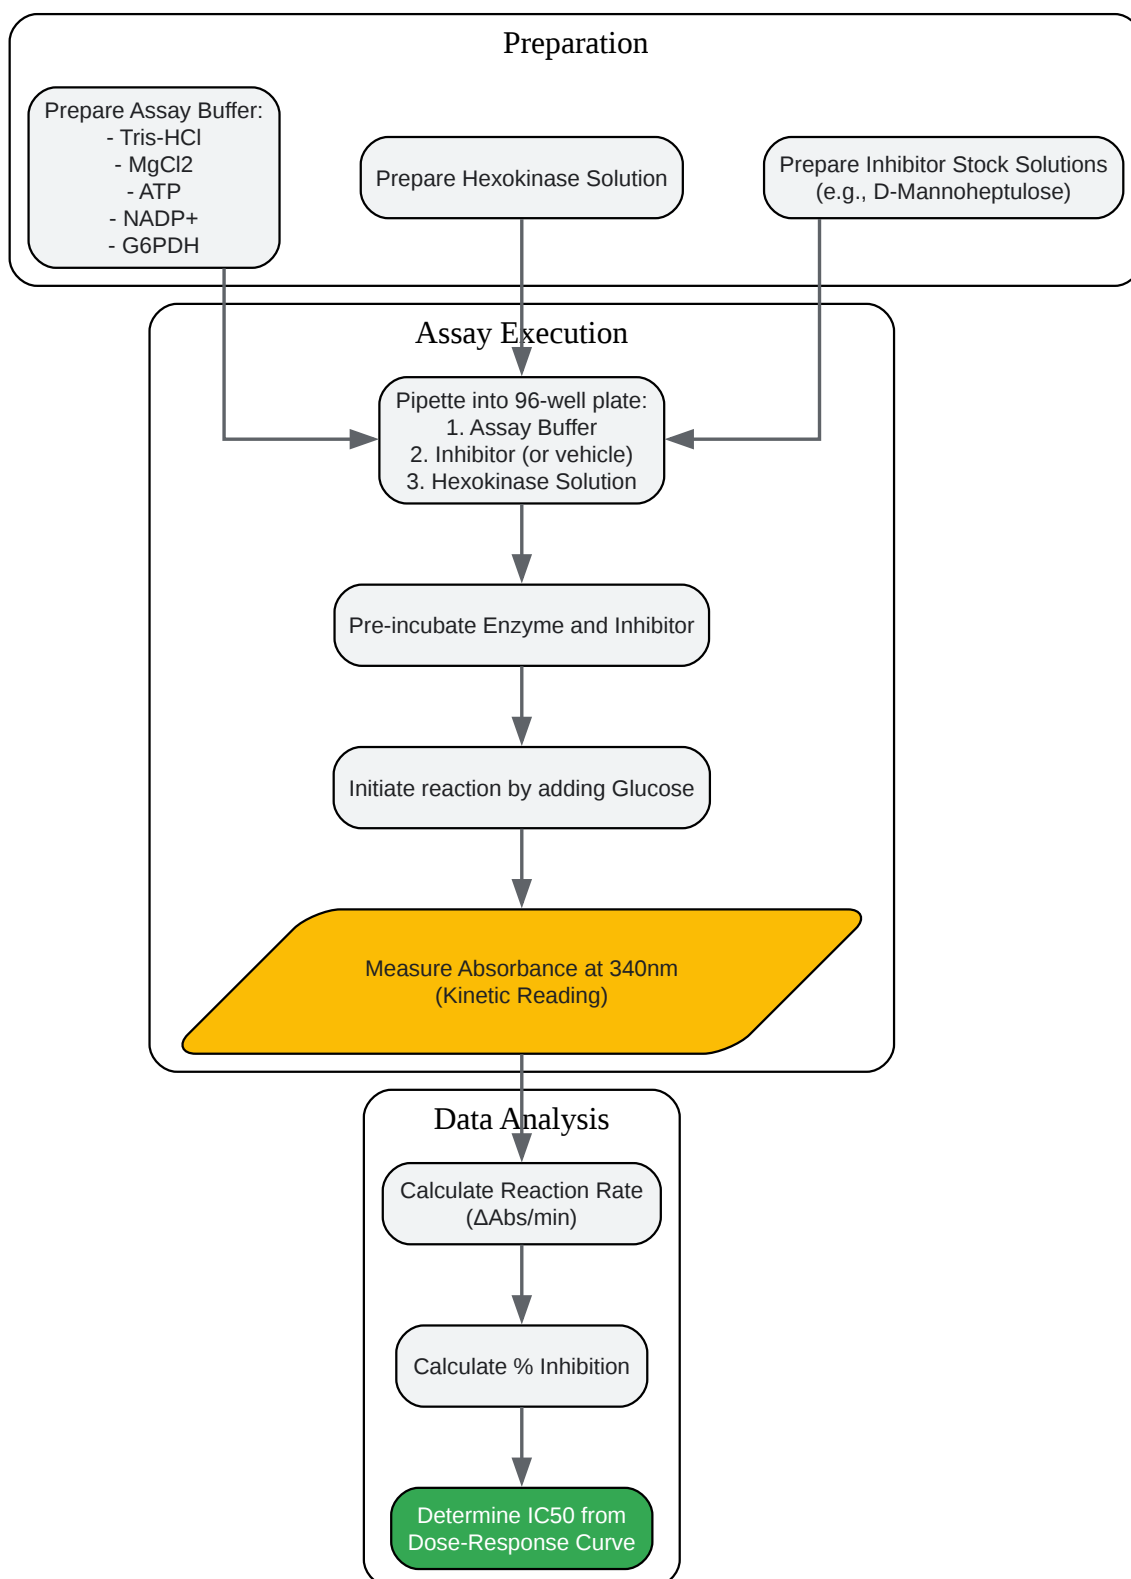 Preparation
Prepare Assay Buffer:
- Tris-HCl
- MgCl2
- ATP
- NADP+
- G6PDH
Prepare Hexokinase Solution
Prepare Inhibitor Stock Solutions
(e.g., D-Mannoheptulose)
Assay Execution
Pipette into 96-well plate:
1. Assay Buffer
2. Inhibitor (or vehicle)
3. Hexokinase Solution
Pre-incubate Enzyme and Inhibitor
Initiate reaction by adding Glucose
Measure Absorbance at 340nm
(Kinetic Reading)
Data Analysis
Calculate Reaction Rate
(ΔAbs/min)
Calculate % Inhibition
Determine IC50 from
Dose-Response Curve